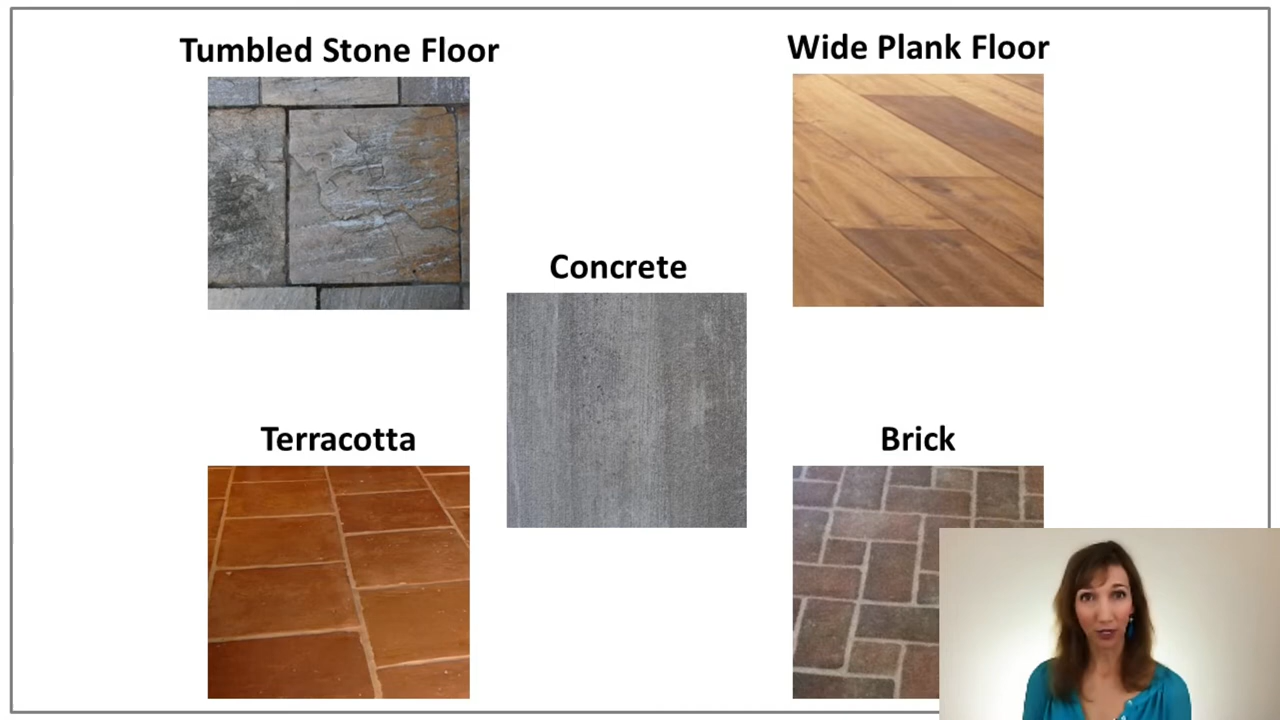 Tumbled Stone Floor
Wide Plank Floor
Concrete
Terracotta
Brick